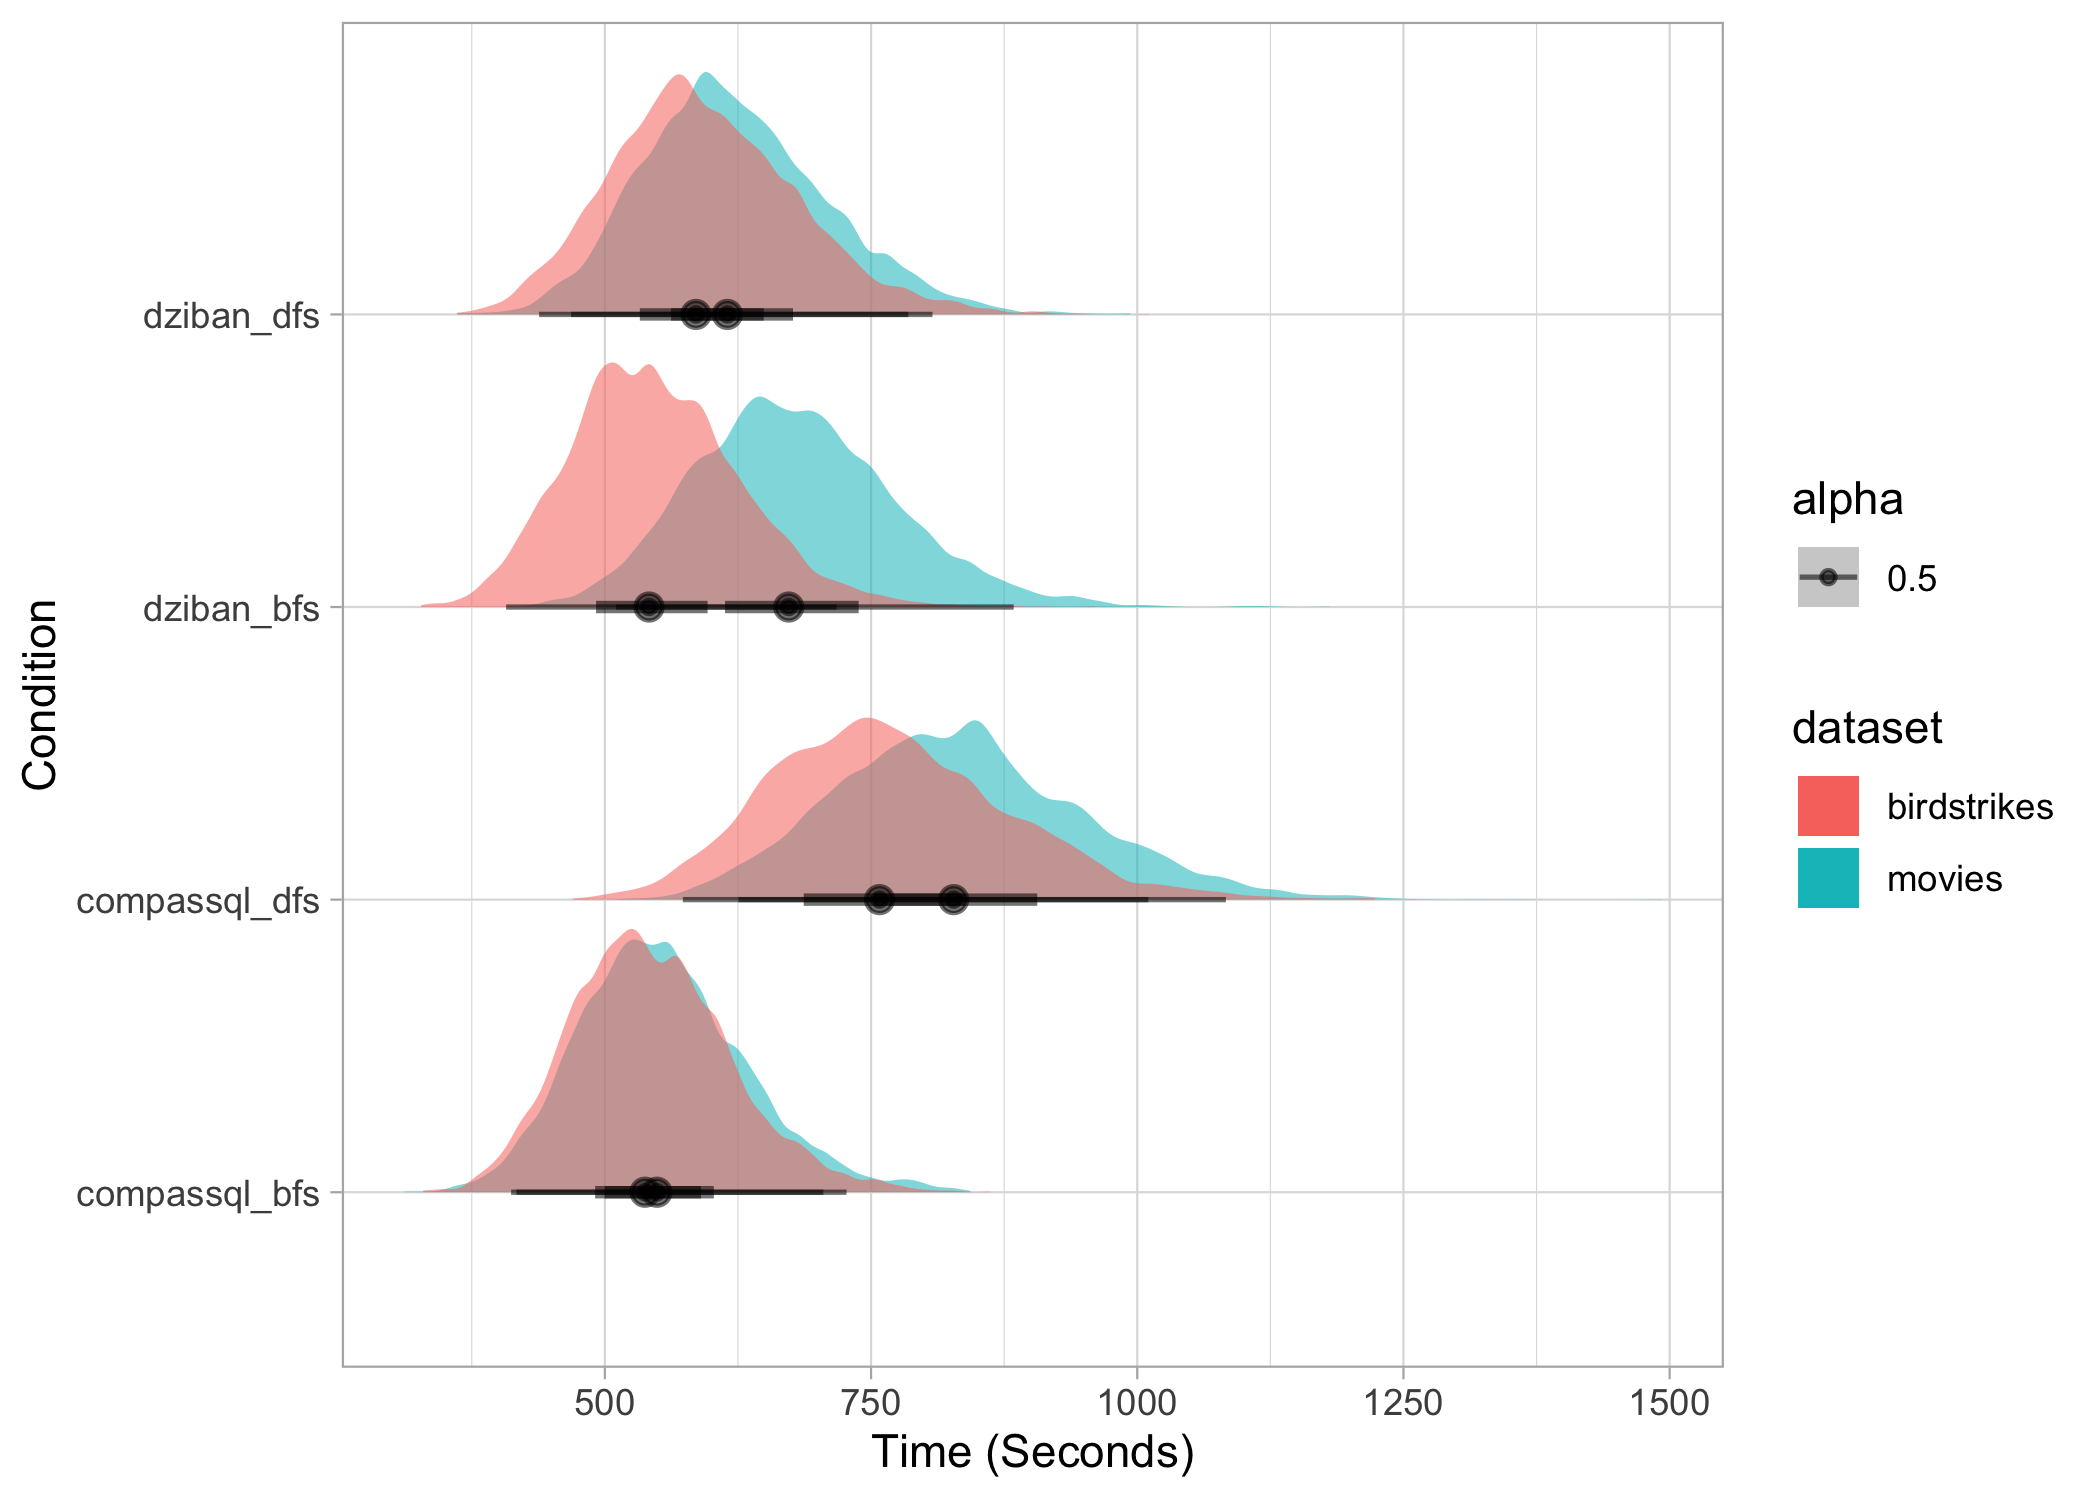 dziban_dfs
dziban_bfs
compassql_dfs
compassql_bfs
Condition
500 750 1000 1250 1500
Time (Seconds)
alpha
0.5
dataset
birdstrikes
movies